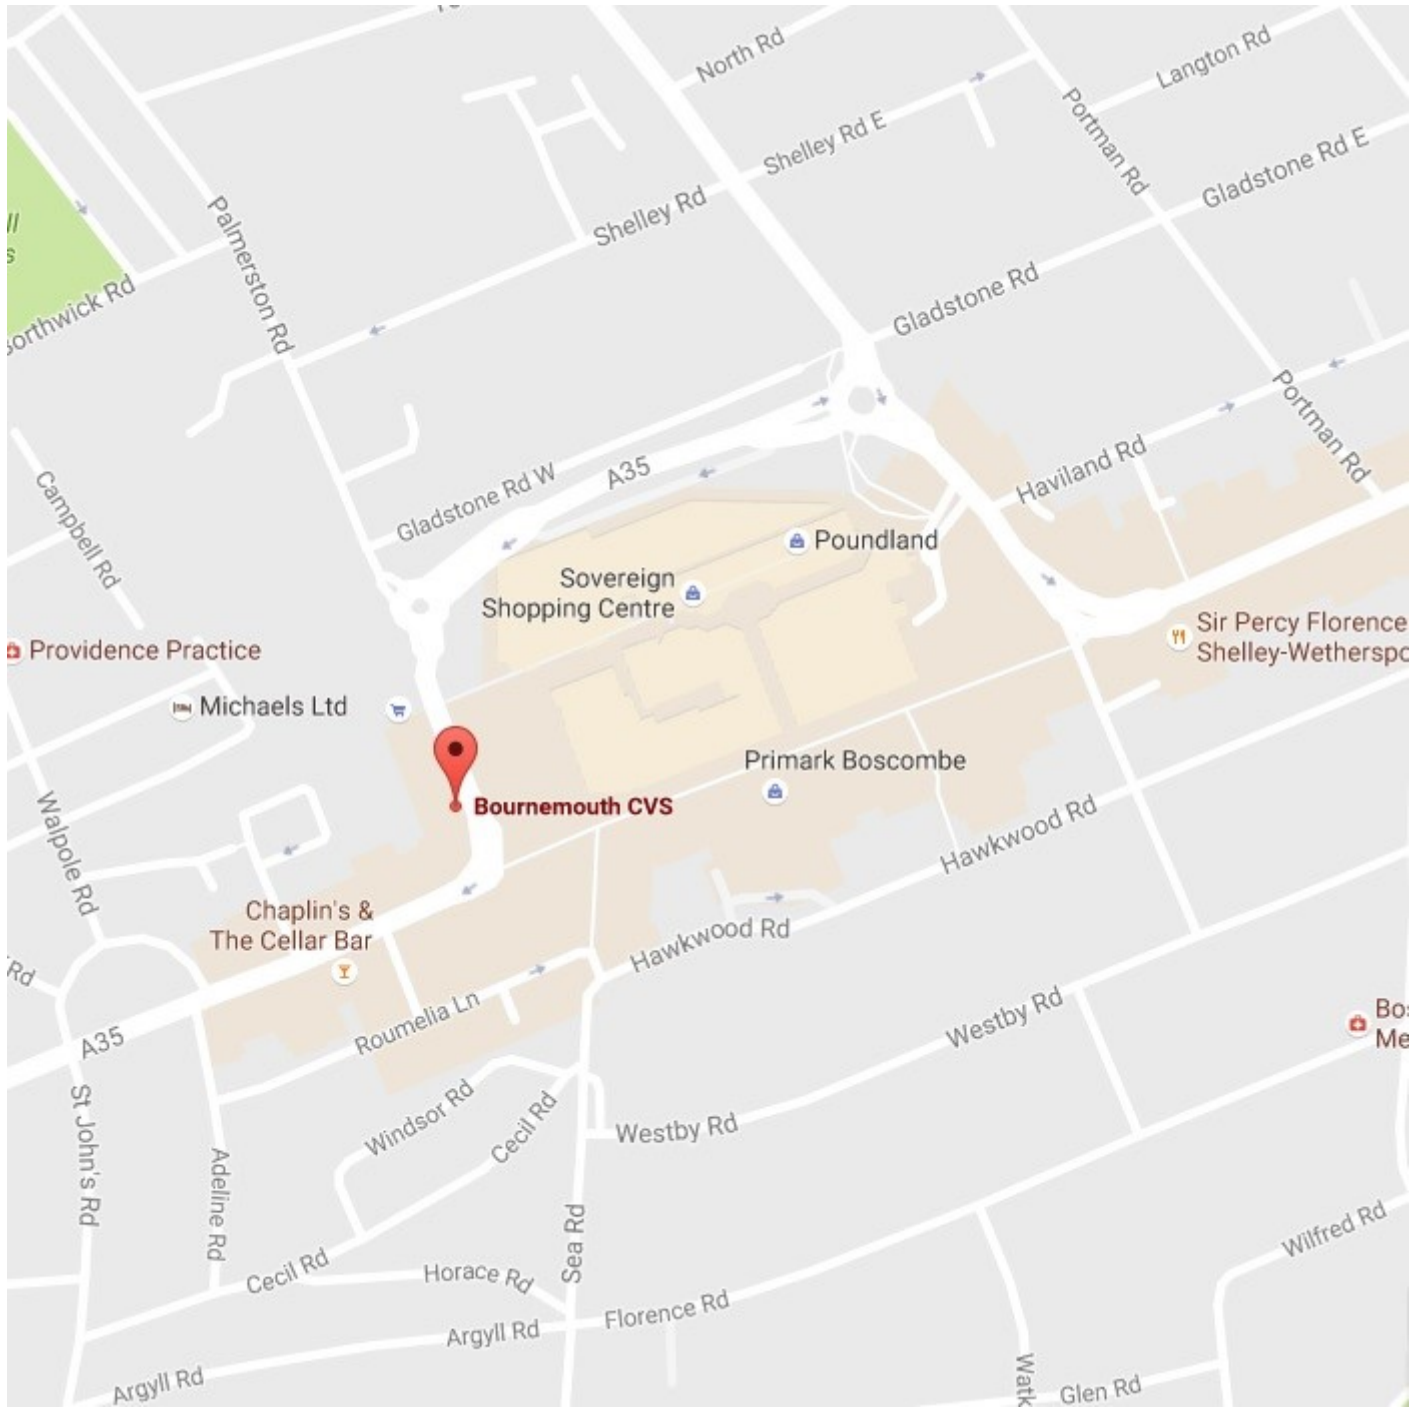 North Rd
Langton Rd
Portman Rd
Shelley Rd E
Gladstone Rd E
Shelley Rd
Palmerston Rd
Gladstone Rd
Portman Rd
Haviland Rd
A35
Gladstone Rd W
Campbell Rd
Poundland
Sovereign
Shopping Centre
Sir Percy Florence
Providence Practice
Michaels Ltd
Primark Boscombe
Bournemouth CVS
Walpole Rd
Hawkwood Rd
Chaplin's &
The Cellar Bar
Hawkwood Rd
Rd
Roumelia Ln
Westby Rd
A35
Windsor Rd
Cecil Rd
Westby Rd
St John's Rd
Adeline Rd
Sea Rd
Wilfred Rd
Cecil Rd
Horace Rd
Florence Rd
Argyll Rd
Argyll Rd
Glen Rd